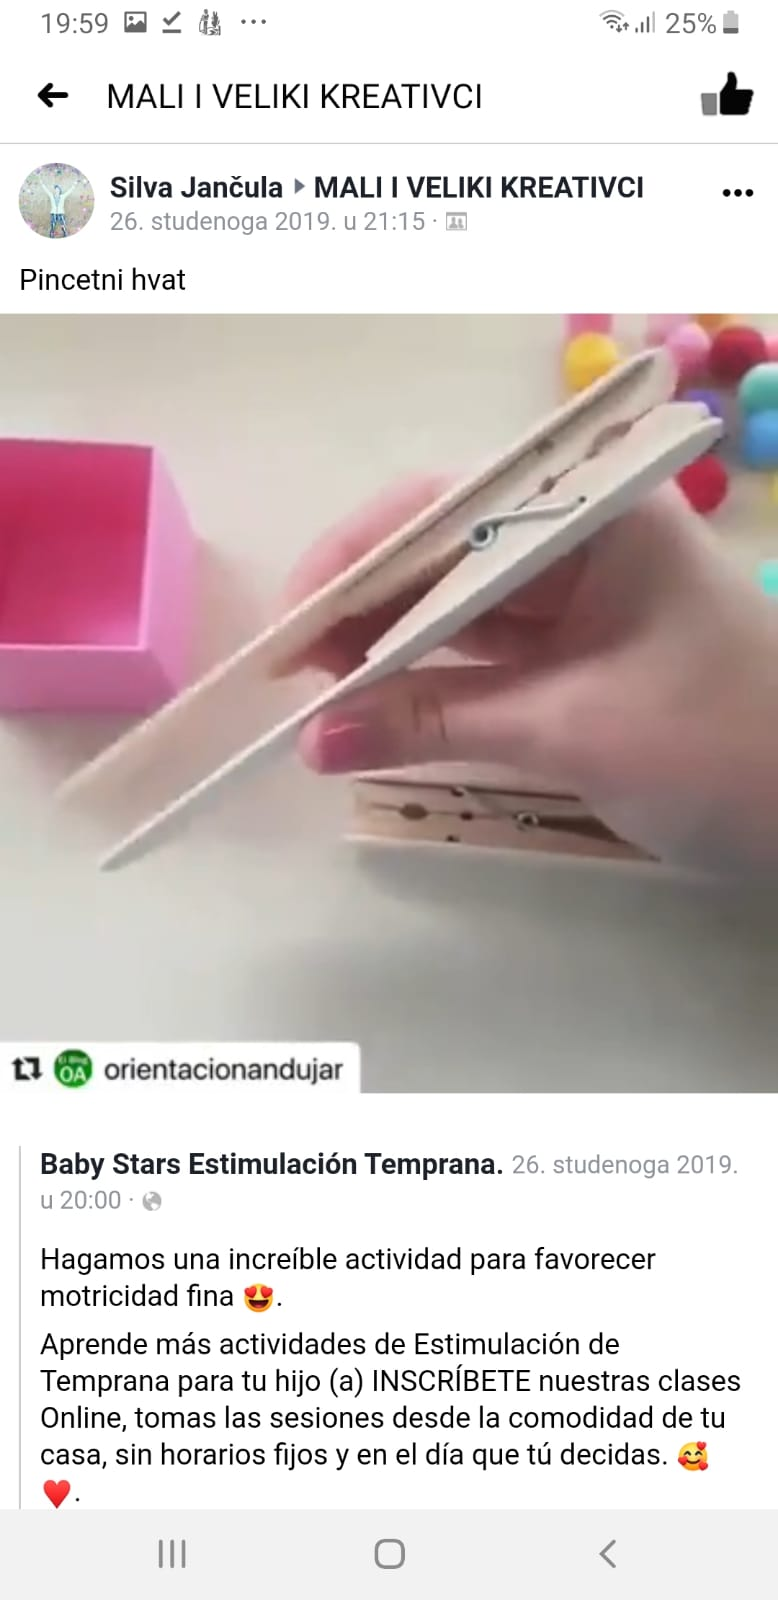 19:59 25%
MALI I VELIKI KREATIVCI
Silva Jančula ▸ MALI I VELIKI KREATIVCI
26. studenoga 2019. u 21:15 ·
Pincetni hvat
El Blog
OA orientacionandujar
Baby Stars Estimulación Temprana. 26. studenoga 2019.
u 20:00 ·
Hagamos una increíble actividad para favorecer
motricidad fina 😍.
Aprende más actividades de Estimulación de
Temprana para tu hijo (a) INSCRÍBETE nuestras clases
Online, tomas las sesiones desde la comodidad de tu
casa, sin horarios fijos y en el día que tú decidas. 🥰
♥️.